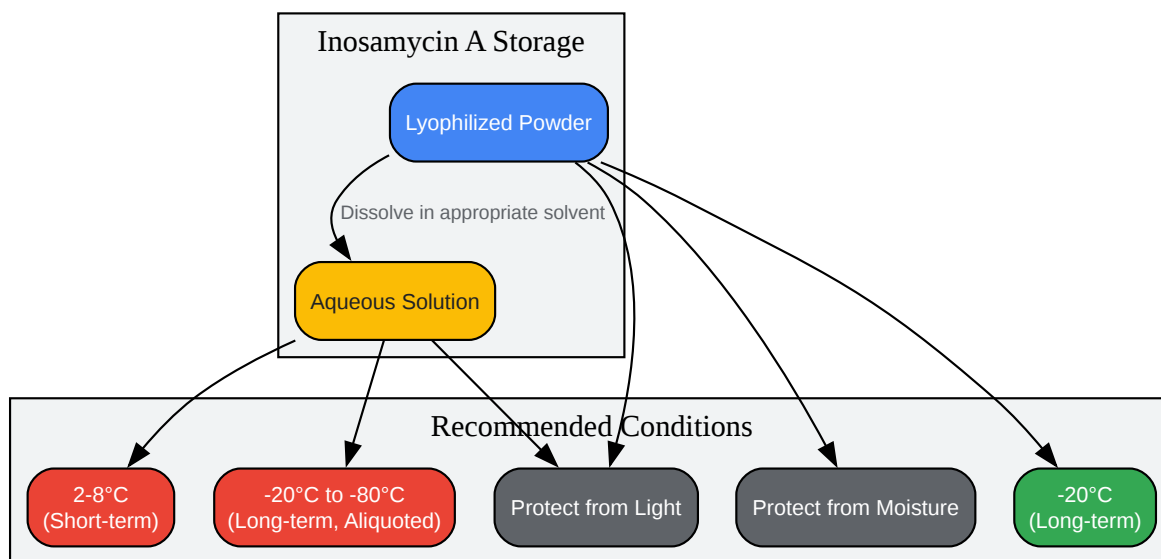 Inosamycin A Storage
Lyophilized Powder
Dissolve in appropriate solvent
Aqueous Solution
Recommended Conditions
2-8°C
(Short-term)
-20°C to -80°C
(Long-term, Aliquoted)
Protect from Light
Protect from Moisture
-20°C
(Long-term)